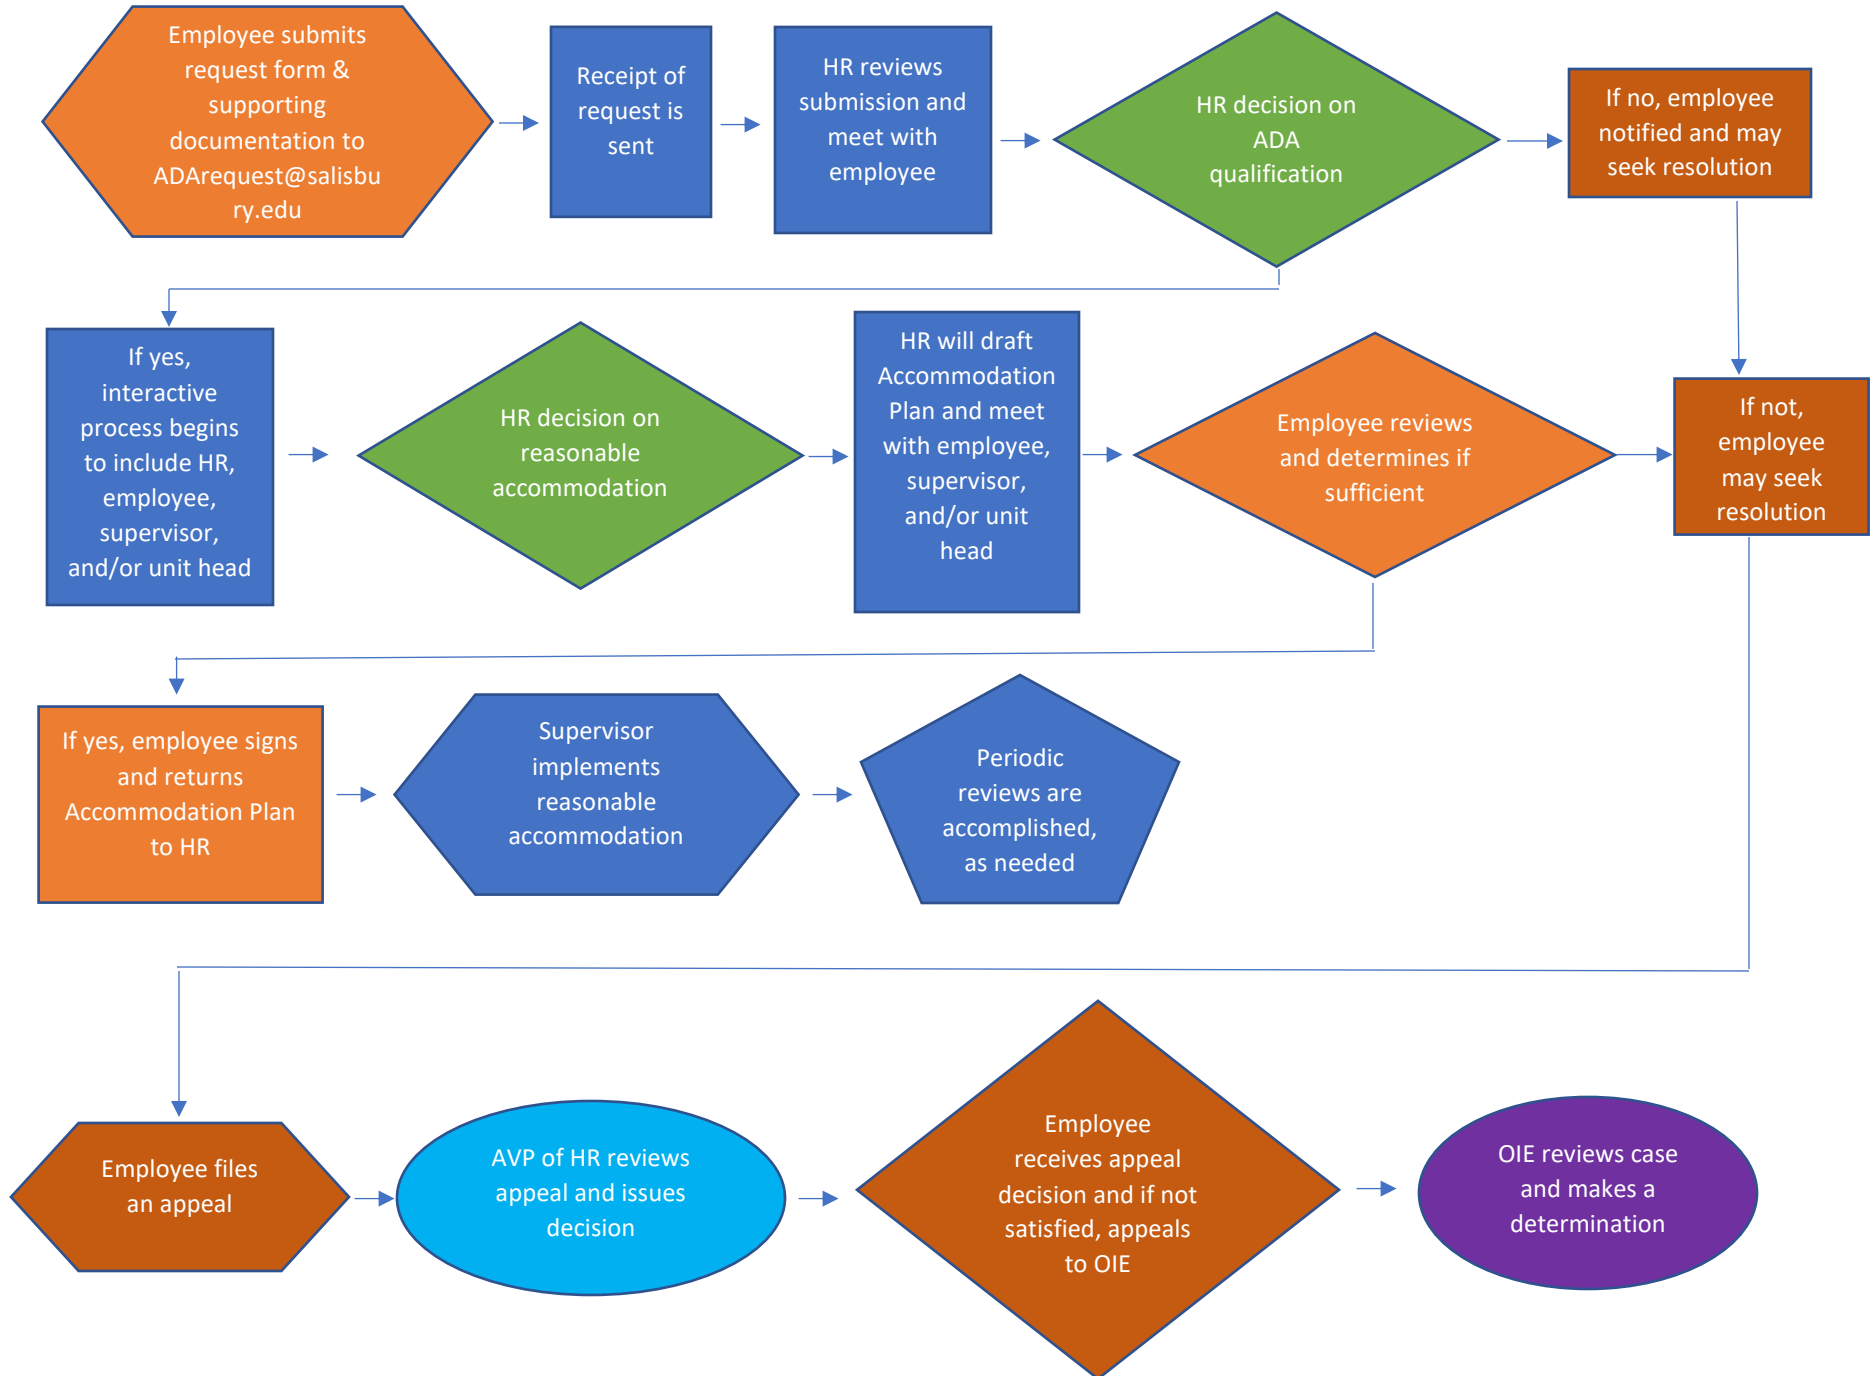 Employee submits
request form &
supporting
documentation to
ADArequest@salisbu
ry.edu
Receipt of
request is
sent
HR reviews
submission and
meet with
employee
HR decision on
ADA
qualification
If no, employee
notified and may
seek resolution
If yes,
interactive
process begins
to include HR,
employee,
supervisor,
and/or unit head
HR decision on
reasonable
accommodation
HR will draft
Accommodation
Plan and meet
with employee,
supervisor,
and/or unit
head
Employee reviews
and determines if
sufficient
If not,
employee
may seek
resolution
If yes, employee signs
and returns
Accommodation Plan
to HR
Supervisor
implements
reasonable
accommodation
Periodic
reviews are
accomplished,
as needed
Employee files
an appeal
AVP of HR reviews
appeal and issues
decision
Employee
receives appeal
decision and if not
satisfied, appeals
to OIE
OIE reviews case
and makes a
determination